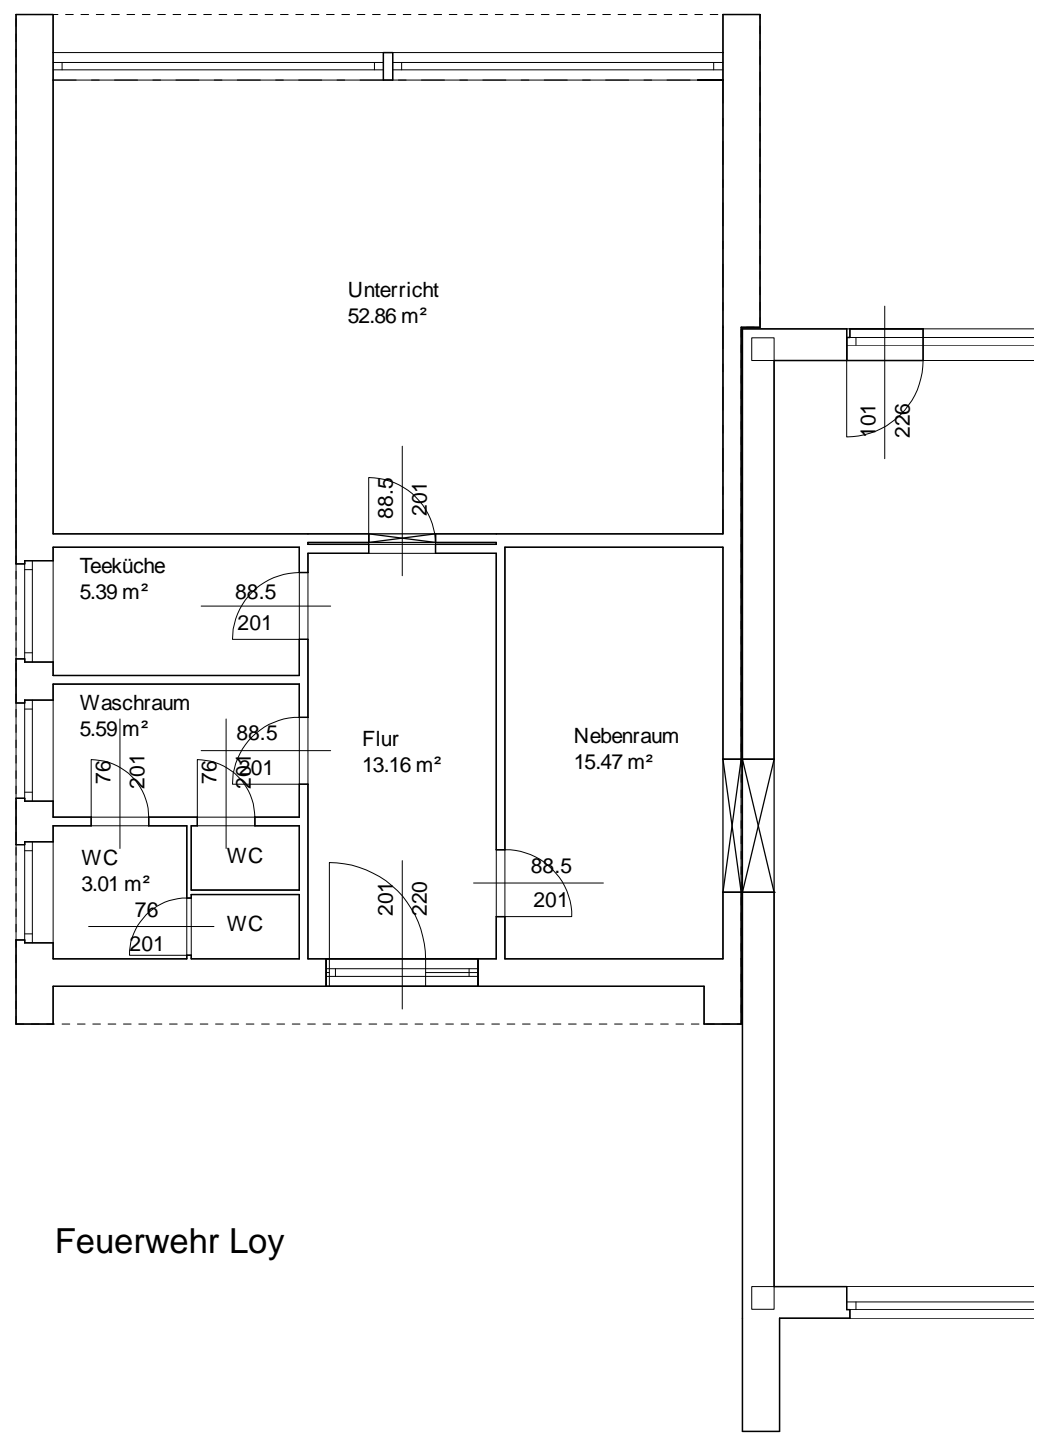 Unterricht
52.86 m²
101
226
88.5
201
Teeküche
5.39 m²
88.5
201
Waschraum
5.59 m²
88.5
201
76
201
76
201
Flur
13.16 m²
Nebenraum
15.47 m²
WC
3.01 m²
WC
76
201
WC
201
220
88.5
201
Feuerwehr Loy